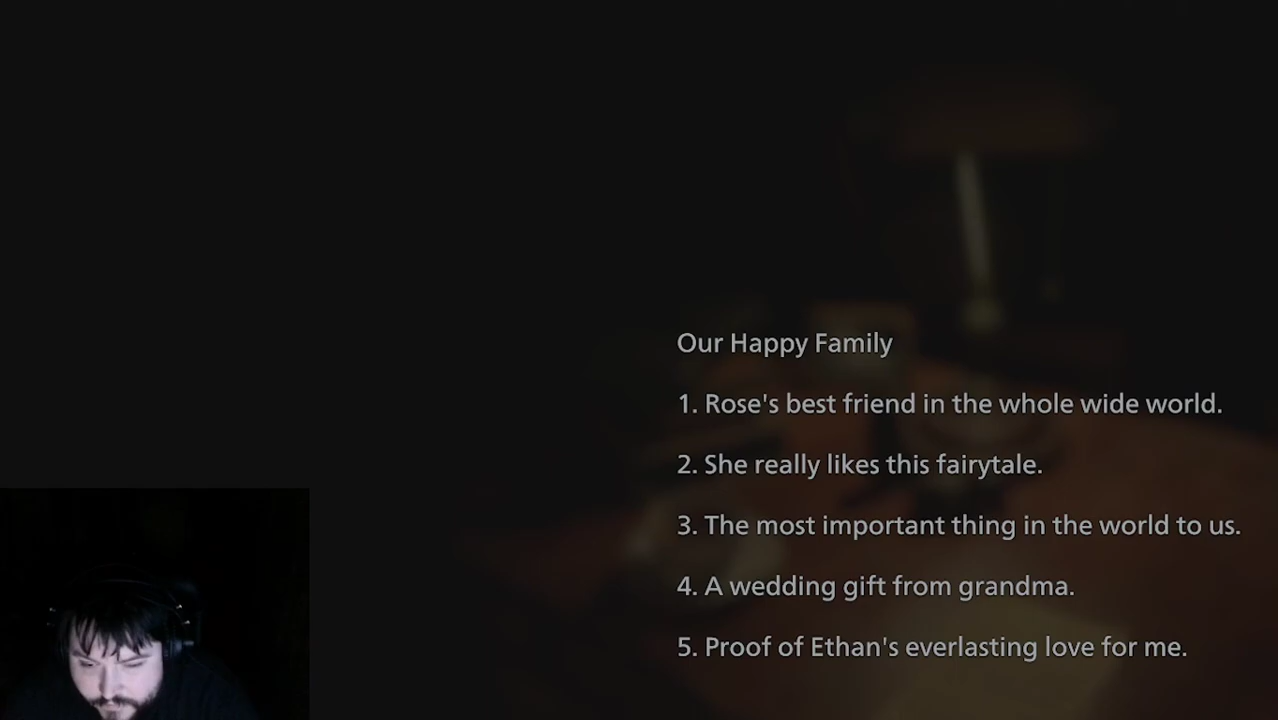 Our Happy Family
1. Rose's best friend in the whole wide world.
2. She really likes this fairytale.
3. The most important thing in the world to us.
4. A wedding gift from grandma.
5. Proof of Ethan's everlasting love for me.